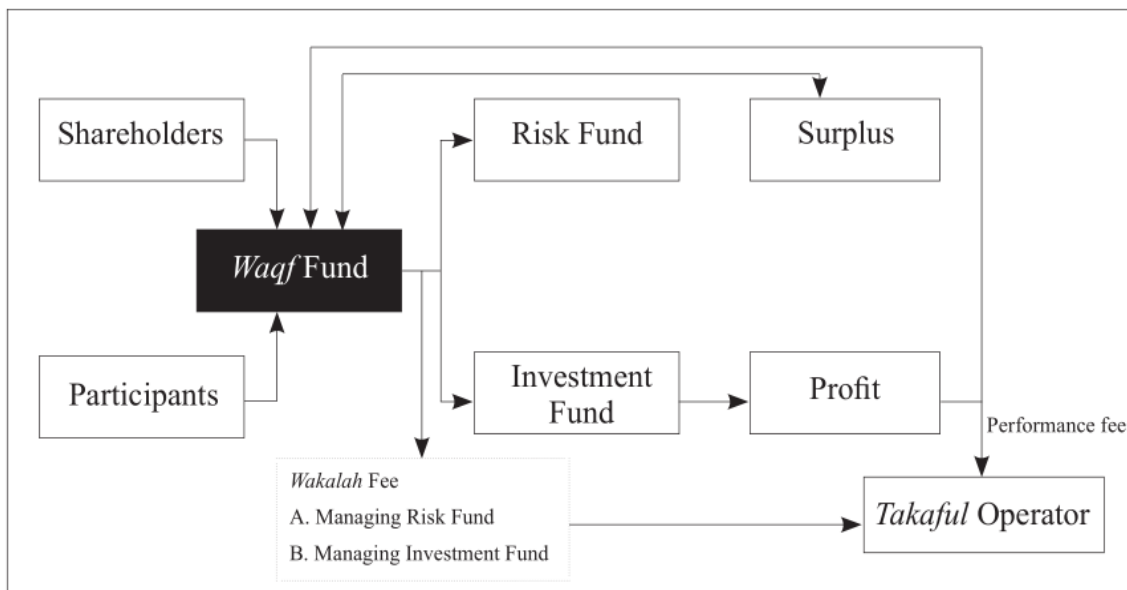 Shareholders
Risk Fund
Surplus
Waqf Fund
Participants
Investment
Fund
Profit
Performance fee
Wakalah Fee
A. Managing Risk Fund
B. Managing Investment Fund
Takaful Operator